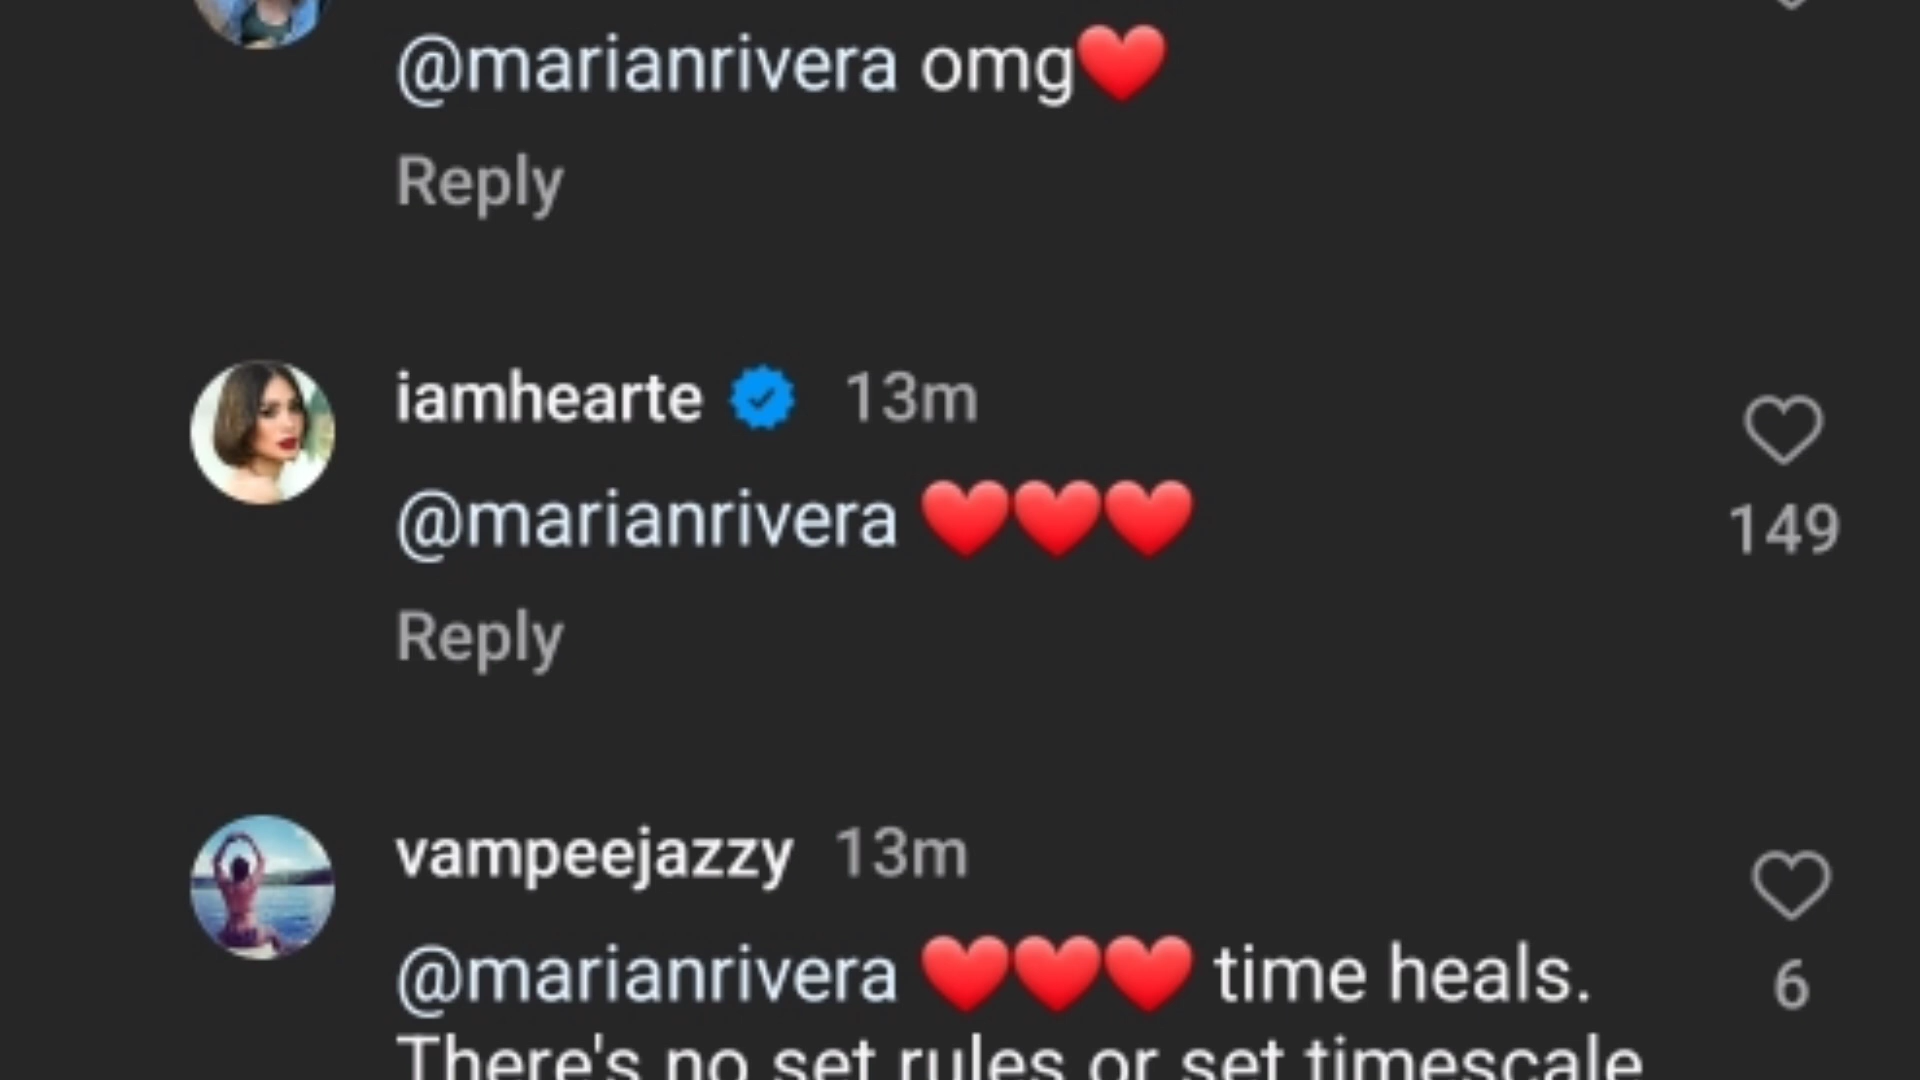 @marianrivera omg❤️
Reply
iamhearte 13m
@marianrivera ❤️❤️❤️
149
Reply
vampeejazzy 13m
@marianrivera ❤️❤️❤️ time heals.
6
There's no set rules or set timescale